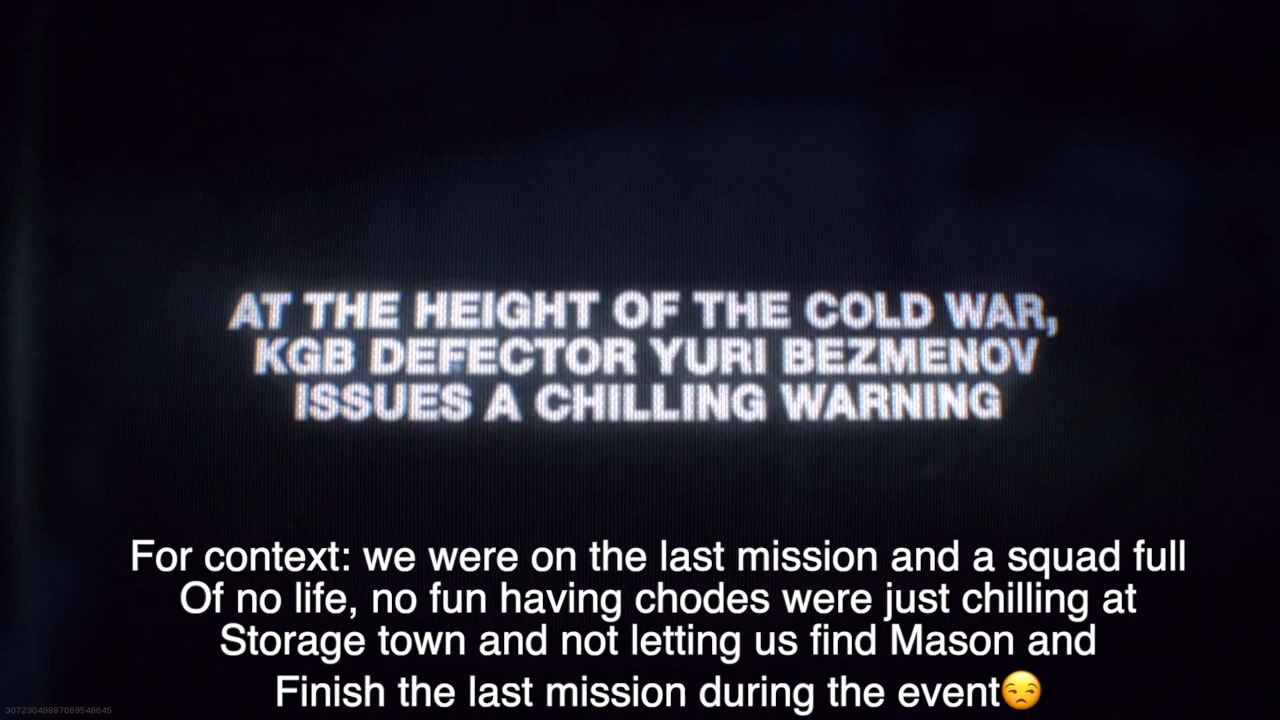 AT THE HEIGHT OF THE COLD WAR,
KGB DEFECTOR YURI BEZMENOV
ISSUES A CHILLING WARNING
For context: we were on the last mission and a squad full
Of no life, no fun having chodes were just chilling at
Storage town and not letting us find Mason and
Finish the last mission during the event😒